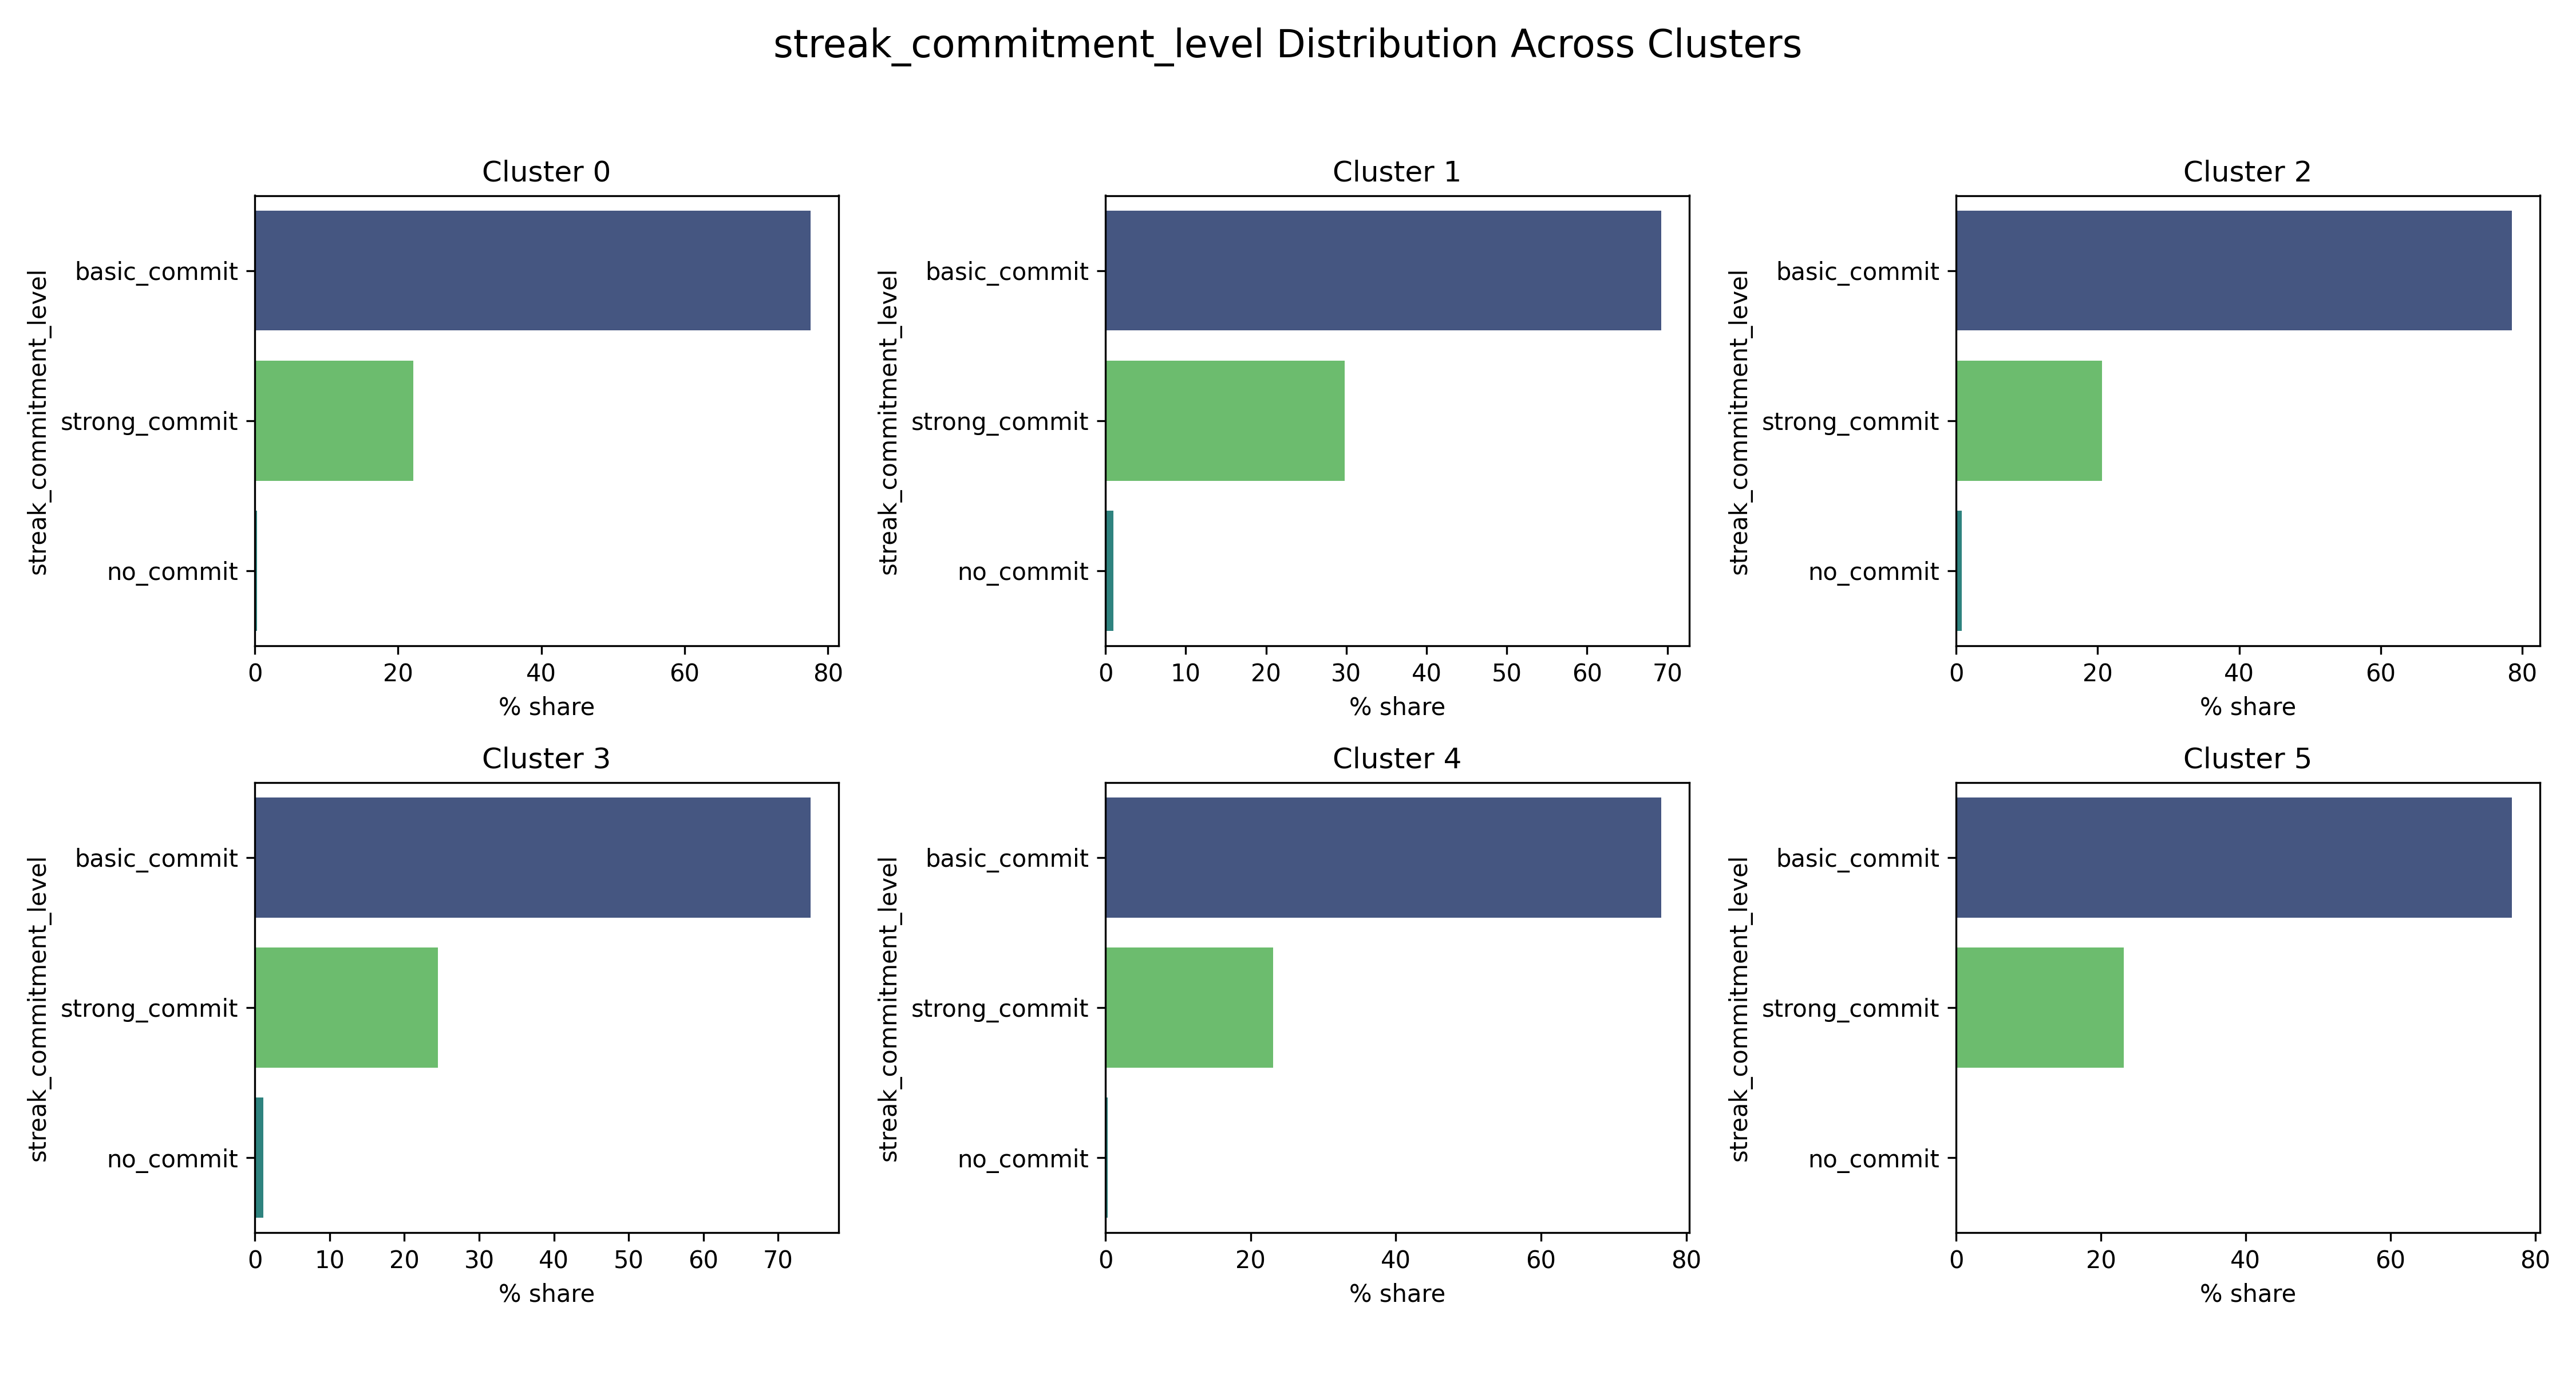 streak_commitment_level Distribution Across Clusters
Cluster 0
streak_commitment_level
basic_commit
strong_commit
no_commit
0 20 40 60 80
% share
Cluster 1
streak_commitment_level
basic_commit
strong_commit
no_commit
0 10 20 30 40 50 60 70
% share
Cluster 2
streak_commitment_level
basic_commit
strong_commit
no_commit
0 20 40 60 80
% share
Cluster 3
streak_commitment_level
basic_commit
strong_commit
no_commit
0 10 20 30 40 50 60 70
% share
Cluster 4
streak_commitment_level
basic_commit
strong_commit
no_commit
0 20 40 60 80
% share
Cluster 5
streak_commitment_level
basic_commit
strong_commit
no_commit
0 20 40 60 80
% share